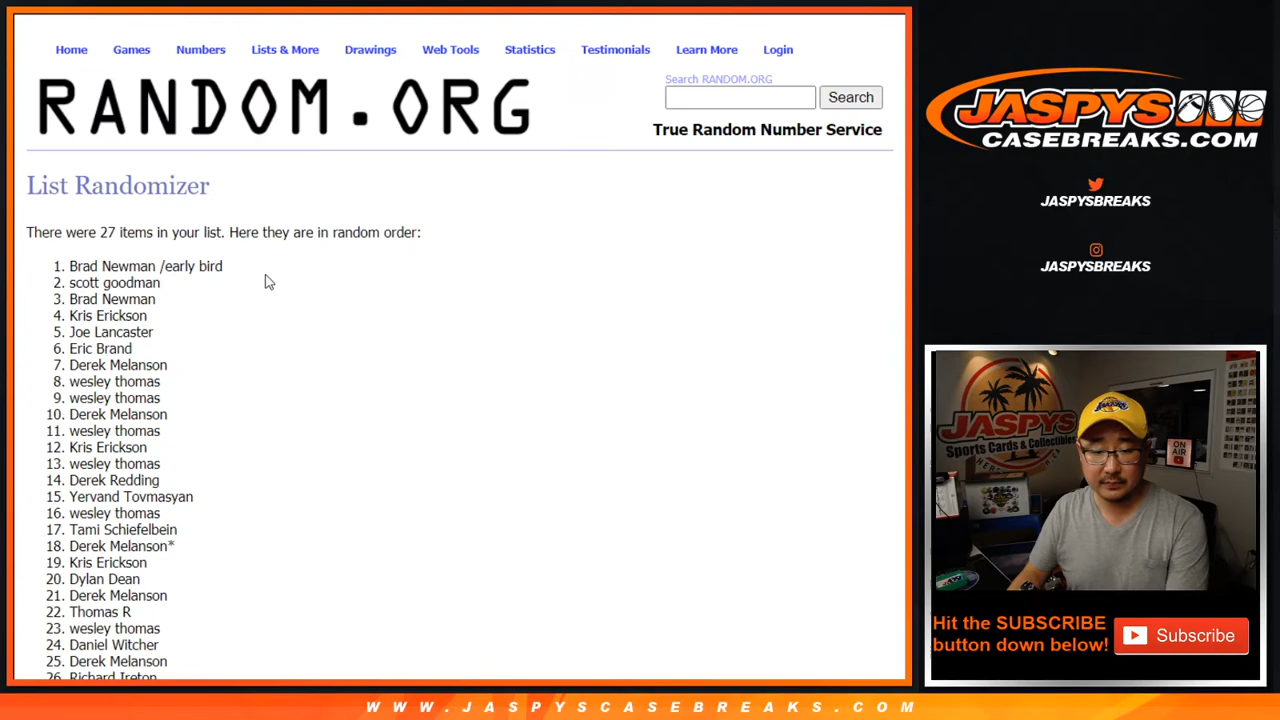 Home Games Numbers Lists & More Drawings Web Tools Statistics Testimonials Learn More Login
RANDOM.ORG
Search RANDOM.ORG
Search
True Random Number Service
List Randomizer
There were 27 items in your list. Here they are in random order:
1. Brad Newman /early bird
2. scott goodman
3. Brad Newman
4. Kris Erickson
5. Joe Lancaster
6. Eric Brand
7. Derek Melanson
8. wesley thomas
9. wesley thomas
10. Derek Melanson
11. wesley thomas
12. Kris Erickson
13. wesley thomas
14. Derek Redding
15. Yervand Tovmasyan
16. wesley thomas
17. Tami Schiefelbein
18. Derek Melanson*
19. Kris Erickson
20. Dylan Dean
21. Derek Melanson
22. Thomas R
23. wesley thomas
24. Daniel Witcher
25. Derek Melanson
26. Richard Ireton
JASPYS
CASEBREAKS.COM
JASPYSBREAKS
JASPYSBREAKS
JASPYS
Sports Cards & Collectibles
ON AIR
Hit the SUBSCRIBE
button down below!
Subscribe
WWW.JASPYSCASEBREAKS.COM